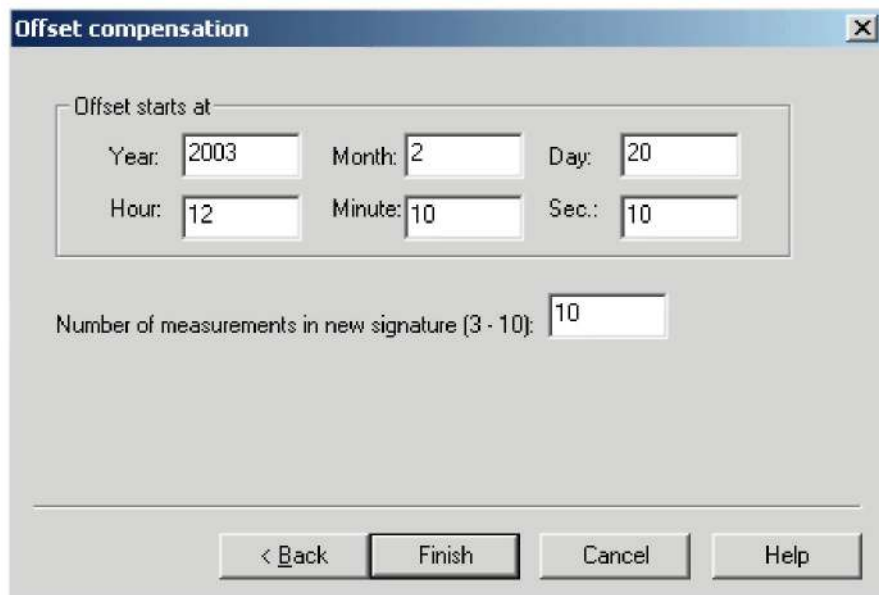 Offset compensation
Offset starts at
Year: 2003 Month: 2 Day: 20
Hour: 12 Minute: 10 Sec.: 10
Number of measurements in new signature (3 - 10): 10
< Back Finish Cancel Help